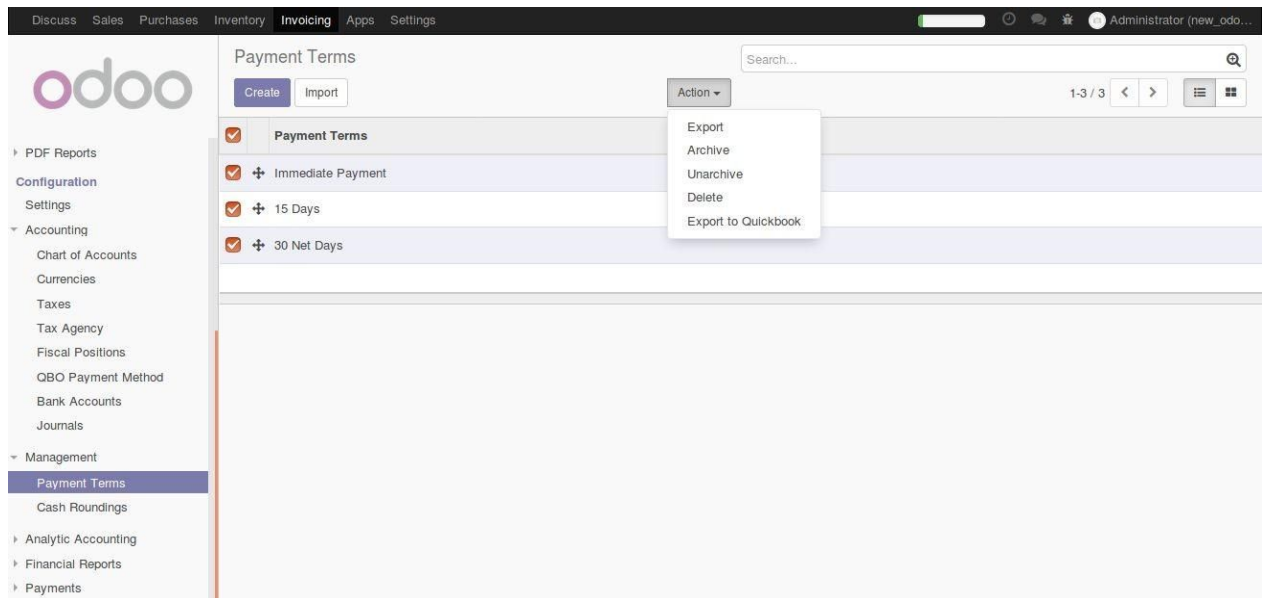 Discuss Sales Purchases Inventory Invoicing Apps Settings Administrator (new_odo...
odoo
Payment Terms
Search...
Create Import Action 1-3 / 3
Export
Archive
Unarchive
Delete
Export to Quickbook
Payment Terms
Immediate Payment
15 Days
30 Net Days
PDF Reports
Configuration
Settings
Accounting
Chart of Accounts
Currencies
Taxes
Tax Agency
Fiscal Positions
QBO Payment Method
Bank Accounts
Journals
Management
Payment Terms
Cash Roundings
Analytic Accounting
Financial Reports
Payments